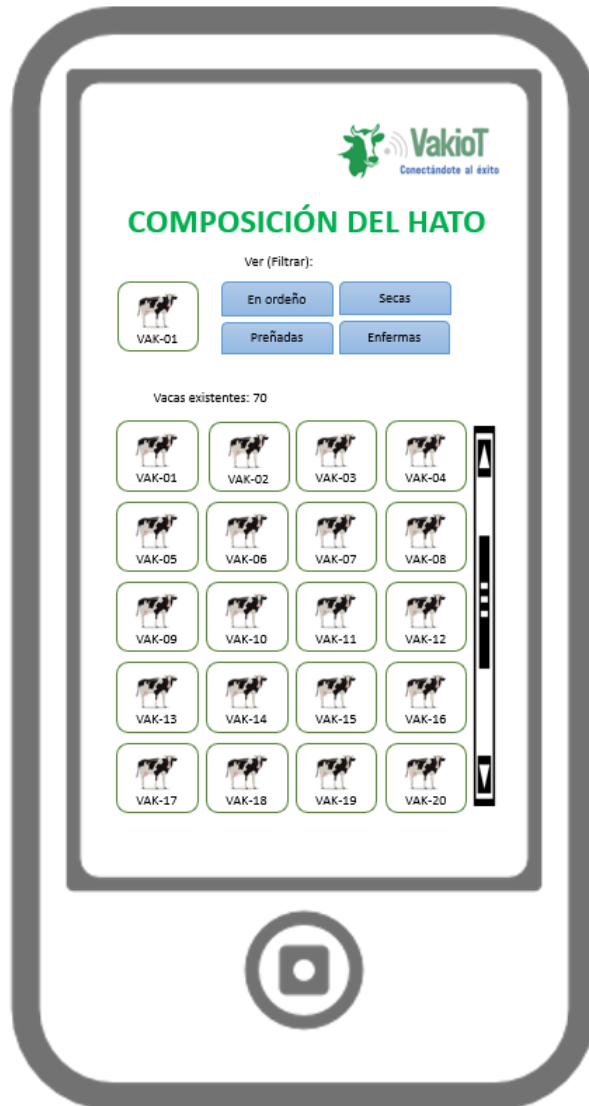 VakioT
Conectándote al éxito
COMPOSICIÓN DEL HATO
Ver (Filtrar):
VAK-01
En ordeño
Secas
Preñadas
Enfermas
Vacas existentes: 70
VAK-01 VAK-02 VAK-03 VAK-04
VAK-05 VAK-06 VAK-07 VAK-08
VAK-09 VAK-10 VAK-11 VAK-12
VAK-13 VAK-14 VAK-15 VAK-16
VAK-17 VAK-18 VAK-19 VAK-20